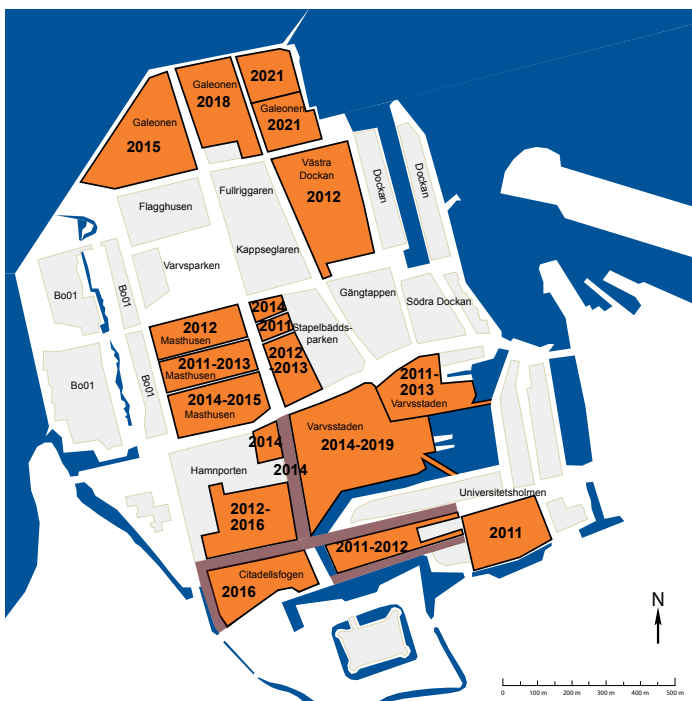 2021
Galeonen
2018
Galeonen
2021
Galeonen
2015
Västra
Dockan
2012
Dockan
Dockan
Fullriggaren
Flagghusen
Kappseglaren
Varvsparken
Bo01
Bo01
Gängtappen
Södra Dockan
2014
2011
Stapelbädds-
parken
2012
Masthusen
2012
-2013
2011-2013
Masthusen
Bo01
Bo01
2014-2015
Masthusen
2011-
2013
Varvsstaden
Varvsstaden
2014-2019
2014
2014
Hamnporten
Universitetsholmen
2012-
2016
2011-2012
2011
Citadellsfogen
2016
N
0 100 m 200 m 300 m 400 m 500 m